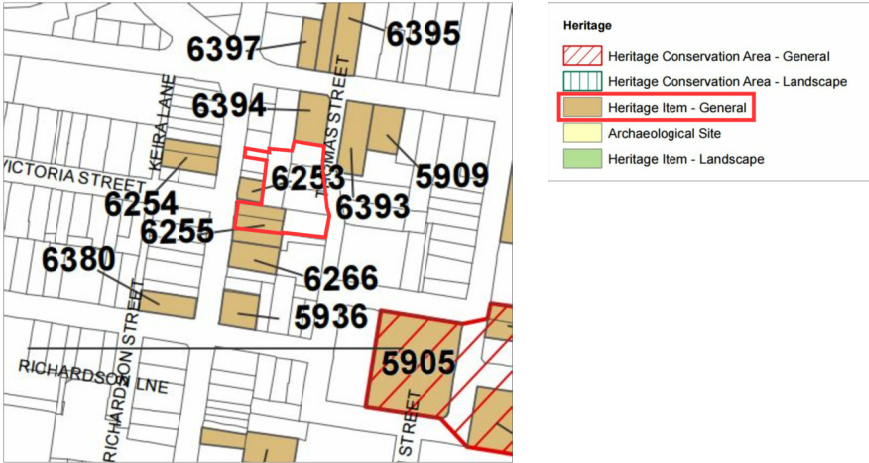 6397
6395
6394
KEIRA LANE
THOMAS STREET
VICTORIA STREET
6253
5909
6254
6393
6255
6380
6266
5936
RICHARDSON STREET
5905
RICHARDSON LNE
STREET
Heritage
Heritage Conservation Area - General
Heritage Conservation Area - Landscape
Heritage Item - General
Archaeological Site
Heritage Item - Landscape